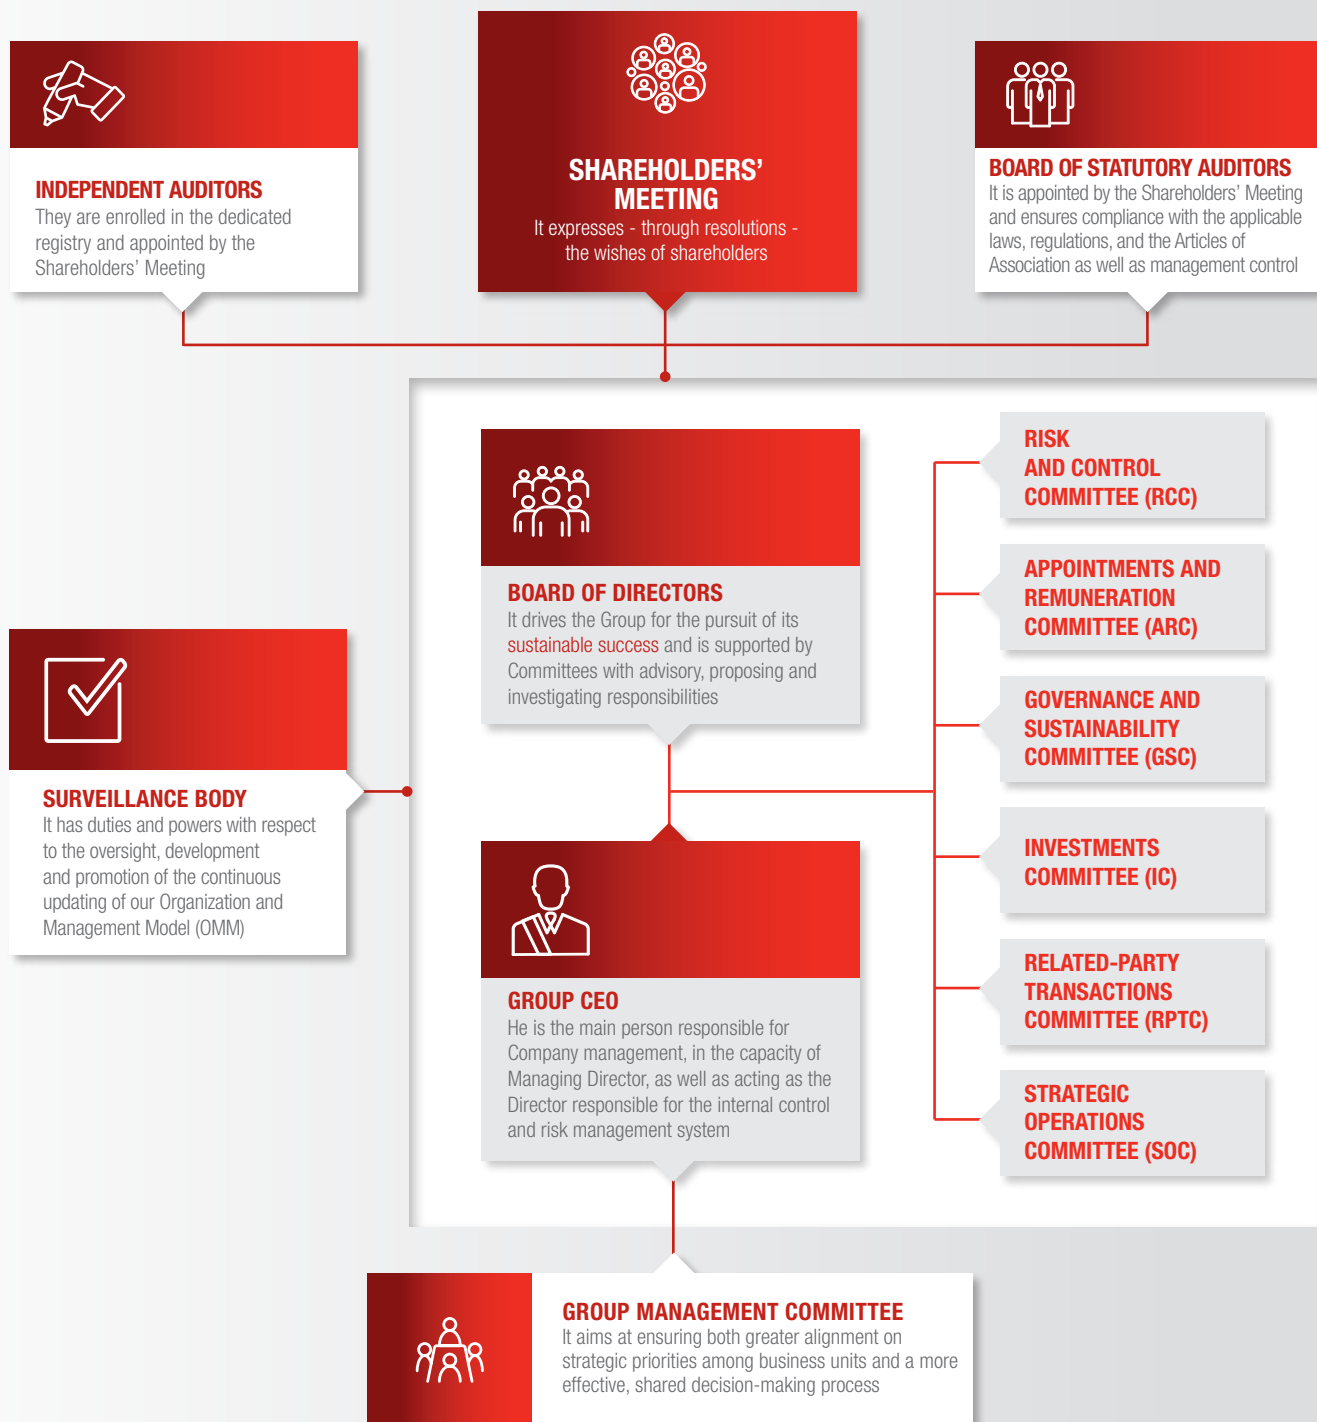 INDEPENDENT AUDITORS
They are enrolled in the dedicated
registry and appointed by the
Shareholders' Meeting
SHAREHOLDERS'
MEETING
It expresses - through resolutions -
the wishes of shareholders
BOARD OF STATUTORY AUDITORS
It is appointed by the Shareholders' Meeting
and ensures compliance with the applicable
laws, regulations, and the Articles of
Association as well as management control
BOARD OF DIRECTORS
It drives the Group for the pursuit of its
sustainable success and is supported by
Committees with advisory, proposing and
investigating responsibilities
RISK
AND CONTROL
COMMITTEE (RCC)
APPOINTMENTS AND
REMUNERATION
COMMITTEE (ARC)
GOVERNANCE AND
SUSTAINABILITY
COMMITTEE (GSC)
INVESTMENTS
COMMITTEE (IC)
RELATED-PARTY
TRANSACTIONS
COMMITTEE (RPTC)
STRATEGIC
OPERATIONS
COMMITTEE (SOC)
SURVEILLANCE BODY
It has duties and powers with respect
to the oversight, development
and promotion of the continuous
updating of our Organization and
Management Model (OMM)
GROUP CEO
He is the main person responsible for
Company management, in the capacity of
Managing Director, as well as acting as the
Director responsible for the internal control
and risk management system
GROUP MANAGEMENT COMMITTEE
It aims at ensuring both greater alignment on
strategic priorities among business units and a more
effective, shared decision-making process